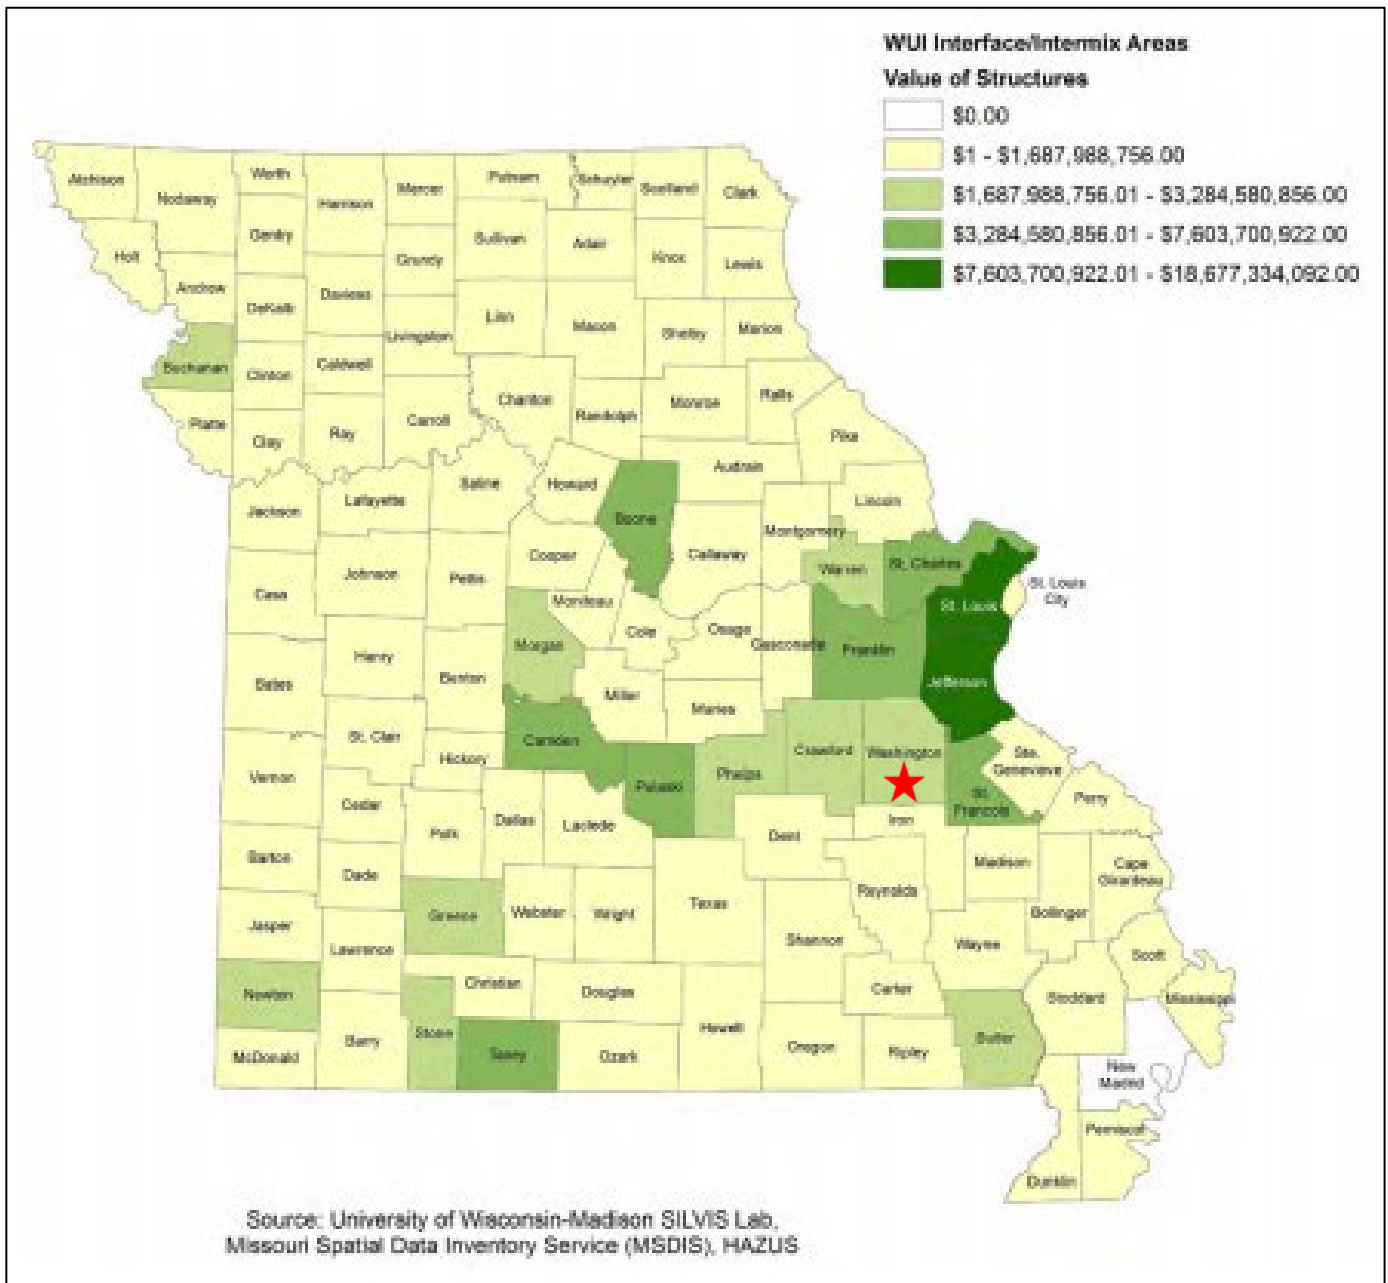 WUI Interface/Intermix Areas
Value of Structures
$0.00
$1 - $1,687,988,756.00
$1,687,988,756.01 - $3,284,580,856.00
$3,284,580,856.01 - $7,603,700,922.00
$7,603,700,922.01 - $18,677,334,092.00
Atchison
Nodaway
Worth
Harrison
Mercer
Putnam
Schuyler
Scotland
Clark
Holt
Andrew
Gentry
DeKalb
Daviess
Grundy
Sullivan
Adair
Knox
Lewis
Buchanan
Clinton
Caldwell
Livingston
Linn
Macon
Shelby
Marion
Platte
Clay
Ray
Carroll
Chariton
Randolph
Monroe
Ralls
Pike
Jackson
Lafayette
Saline
Howard
Boone
Audrain
Montgomery
Lincoln
Cass
Johnson
Pettis
Cooper
Moniteau
Callaway
Warren
St. Charles
St. Louis
St. Louis
City
Bates
Henry
Benton
Morgan
Cole
Osage
Gasconade
Franklin
Jefferson
Miller
Maries
Vernon
St. Clair
Hickory
Camden
Pulaski
Phelps
Crawford
Washington
St.
Francois
Ste.
Genevieve
Perry
Cedar
Polk
Dallas
Laclede
Dent
Iron
Madison
Cape
Girardeau
Barton
Dade
Greene
Webster
Wright
Texas
Reynolds
Bollinger
Jasper
Lawrence
Christian
Douglas
Shannon
Wayne
Scott
Newton
Stone
Carter
Stoddard
Mississippi
McDonald
Barry
Taney
Ozark
Howell
Oregon
Ripley
Butler
New
Madrid
Pemiscot
Dunklin
Source: University of Wisconsin-Madison SILVIS Lab,
Missouri Spatial Data Inventory Service (MSDIS), HAZUS